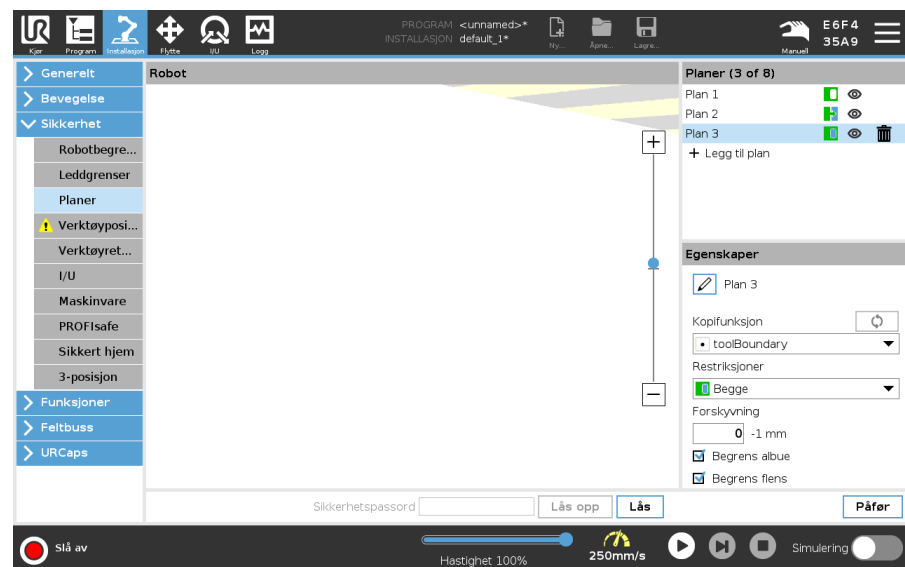 PROGRAM <unnamed>*
INSTALLASJON default_1*
Kjør Program Installasjon Flytte I/U Logg
Ny... Åpne... Lagre...
Manuell
E6F4
35A9
Generelt
Bevegelse
Sikkerhet
Robotbegre...
Leddgrenser
Planer
Verktøyposi...
Verktøyret...
I/U
Maskinvare
PROFIsafe
Sikkert hjem
3-posisjon
Funksjoner
Feltbuss
URCaps
Robot
Planer (3 of 8)
Plan 1
Plan 2
Plan 3
+ Legg til plan
Egenskaper
Plan 3
Kopifunksjon
toolBoundary
Restriksjoner
Begge
Forskyvning
0 -1 mm
Begrens albue
Begrens flens
Sikkerhetspassord Lås opp Lås Påfør
Slå av
Hastighet 100%
250mm/s
Simulering